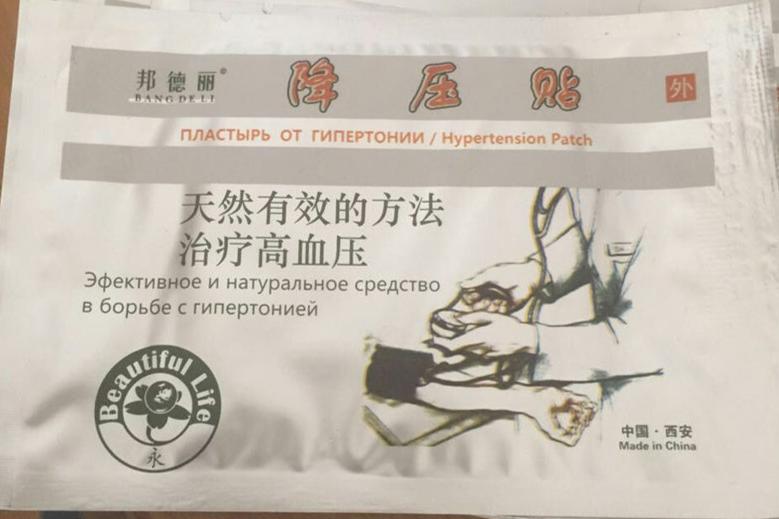 邦德丽®
BANG DE LI
降压贴
外
ПЛАСТЫРЬ ОТ ГИПЕРТОНИИ / Hypertension Patch
天然有效的方法
治疗高血压
Эфективное и натуральное средство
в борьбе с гипертонией
Beautiful Life
永
中国·西安
Made in China